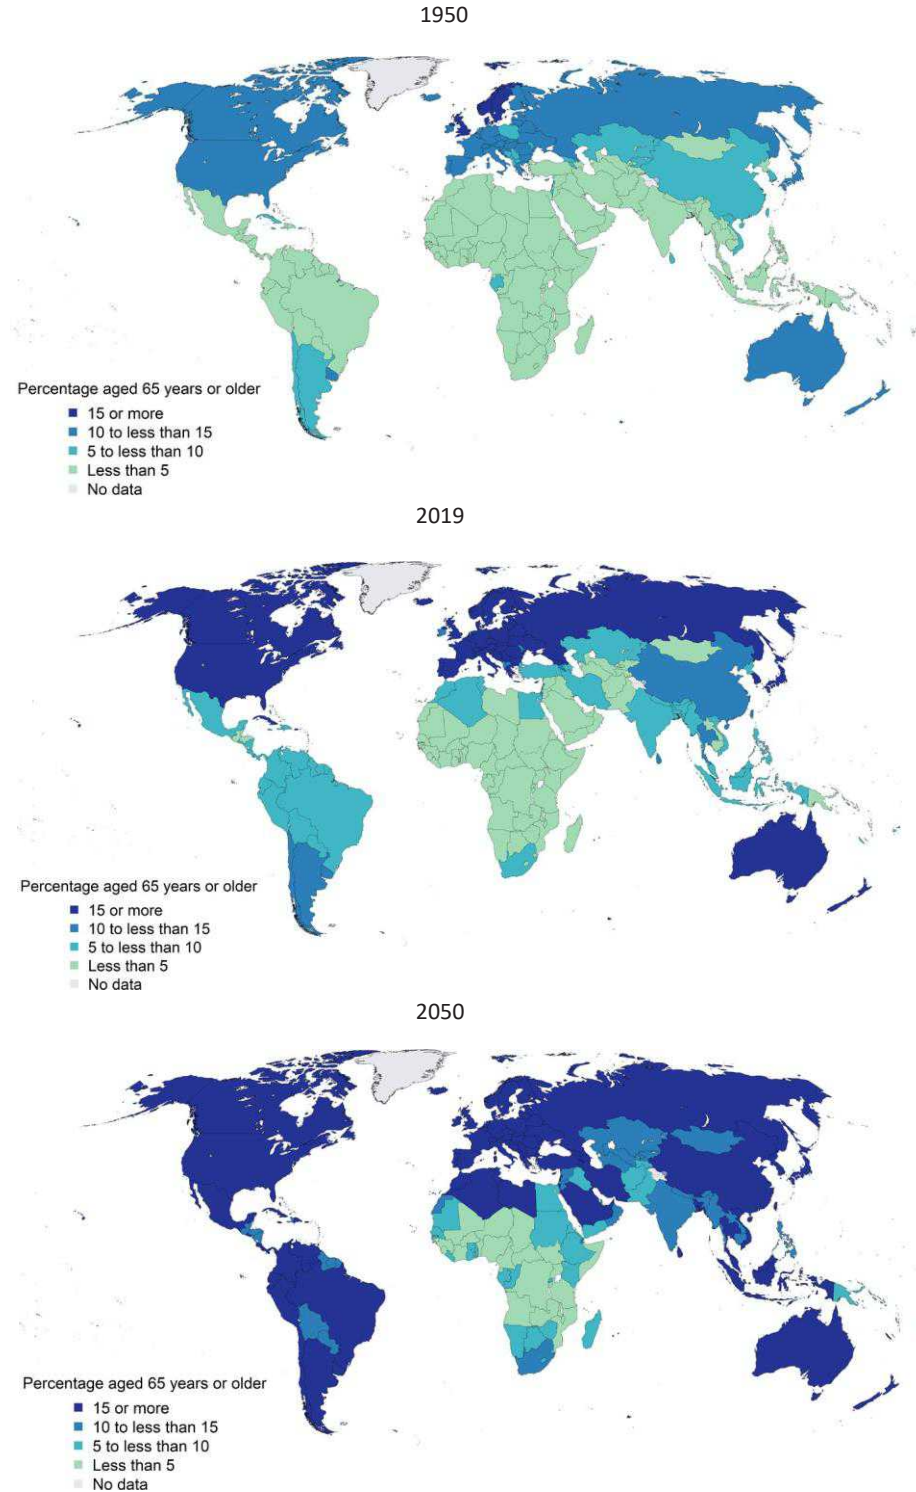 1950
Percentage aged 65 years or older
15 or more
10 to less than 15
5 to less than 10
Less than 5
No data
2019
Percentage aged 65 years or older
15 or more
10 to less than 15
5 to less than 10
Less than 5
No data
2050
Percentage aged 65 years or older
15 or more
10 to less than 15
5 to less than 10
Less than 5
No data